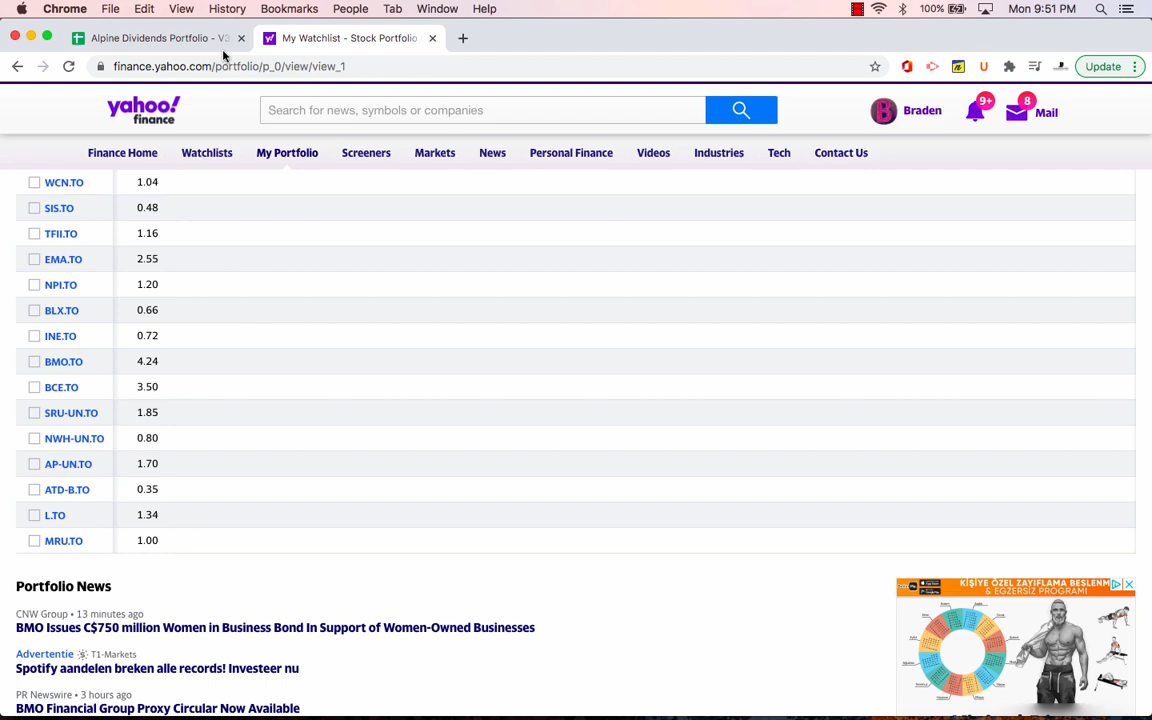 Chrome File Edit View History Bookmarks People Tab Window Help 100% Mon 9:51 PM
Alpine Dividends Portfolio - V3 My Watchlist - Stock Portfolio
finance.yahoo.com/portfolio/p_0/view/view_1 Update
yahoo! finance Search for news, symbols or companies Braden 9+ 8 Mail
Finance Home Watchlists My Portfolio Screeners Markets News Personal Finance Videos Industries Tech Contact Us
WCN.TO 1.04
SIS.TO 0.48
TFII.TO 1.16
EMA.TO 2.55
NPI.TO 1.20
BLX.TO 0.66
INE.TO 0.72
BMO.TO 4.24
BCE.TO 3.50
SRU-UN.TO 1.85
NWH-UN.TO 0.80
AP-UN.TO 1.70
ATD-B.TO 0.35
L.TO 1.34
MRU.TO 1.00
Portfolio News
CNW Group • 13 minutes ago
BMO Issues C$750 million Women in Business Bond In Support of Women-Owned Businesses
Advertentie T1-Markets
Spotify aandelen breken alle records! Investeer nu
PR Newswire • 3 hours ago
BMO Financial Group Proxy Circular Now Available
KİŞİYE ÖZEL ZAYIFLAMA BESLENM
& EGZERSİZ PROGRAMI